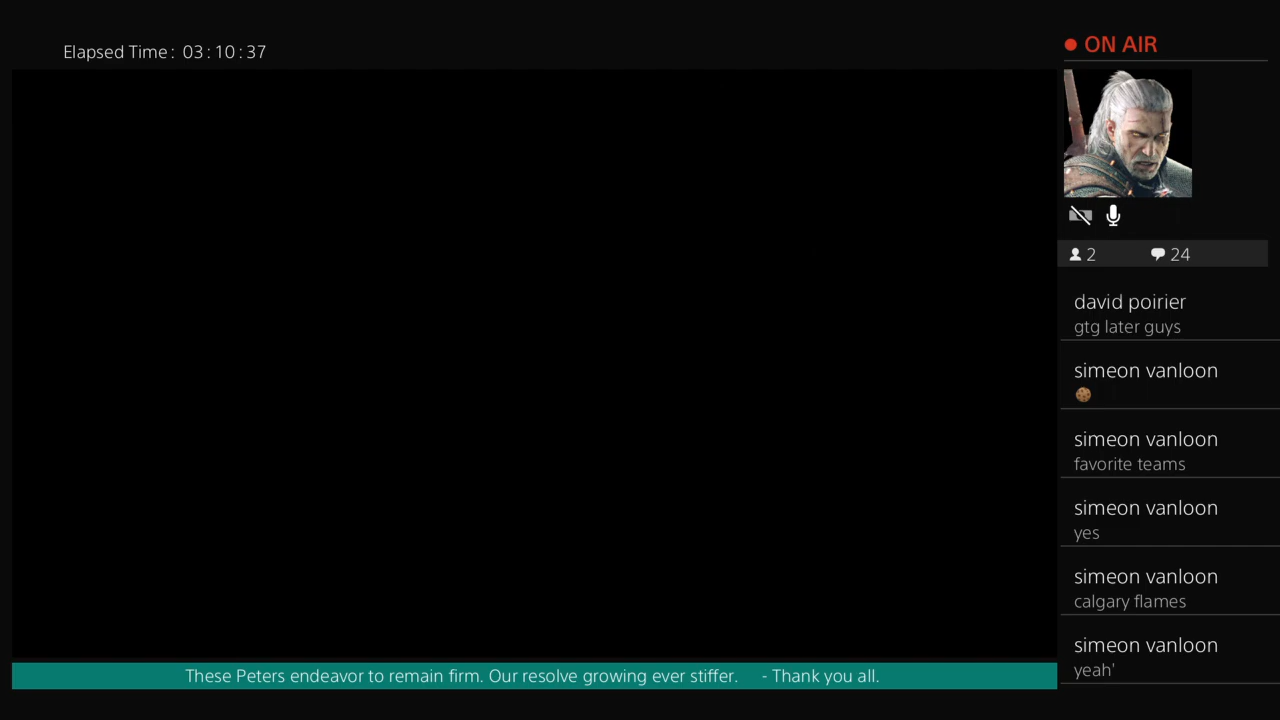 Elapsed Time: 03:10:37
ON AIR
2 24
david poirier
gtg later guys
simeon vanloon
simeon vanloon
favorite teams
simeon vanloon
yes
simeon vanloon
calgary flames
simeon vanloon
yeah'
These Peters endeavor to remain firm. Our resolve growing ever stiffer. - Thank you all.